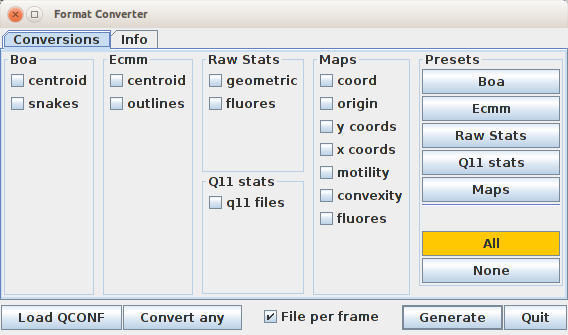 Format Converter
Conversions Info
Boa
centroid
snakes
Ecmm
centroid
outlines
Raw Stats
geometric
fluores
Q11 stats
q11 files
Maps
coord
origin
y coords
x coords
motility
convexity
fluores
Presets
Boa
Ecmm
Raw Stats
Q11 stats
Maps
All
None
Load QCONF Convert any File per frame Generate Quit